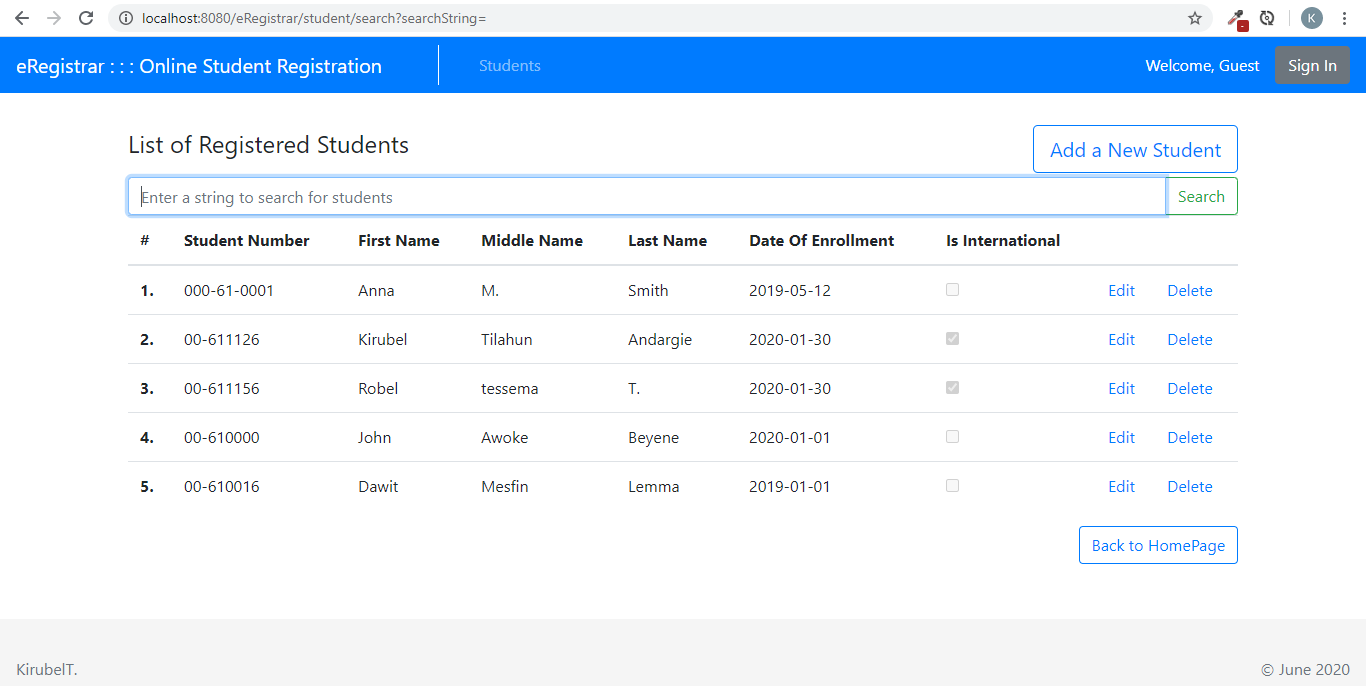 localhost:8080/eRegistrar/student/search?searchString=
K
eRegistrar : : : Online Student Registration Students Welcome, Guest Sign In
List of Registered Students Add a New Student
Enter a string to search for students Search
# Student Number First Name Middle Name Last Name Date Of Enrollment Is International
1. 000-61-0001 Anna M. Smith 2019-05-12 Edit Delete
2. 00-611126 Kirubel Tilahun Andargie 2020-01-30 Edit Delete
3. 00-611156 Robel tessema T. 2020-01-30 Edit Delete
4. 00-610000 John Awoke Beyene 2020-01-01 Edit Delete
5. 00-610016 Dawit Mesfin Lemma 2019-01-01 Edit Delete
Back to HomePage
KirubelT. © June 2020